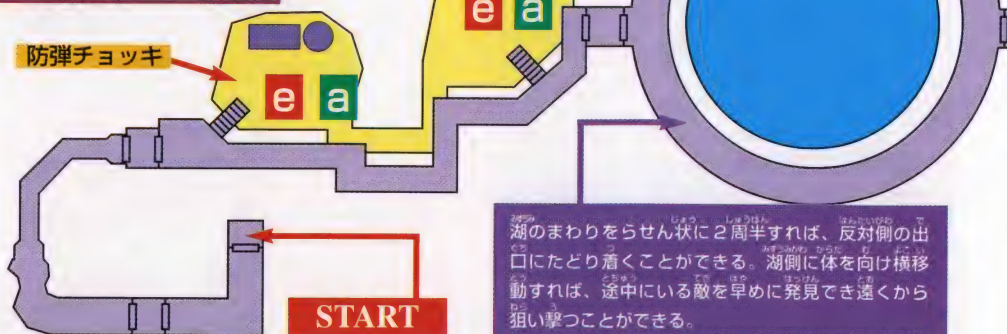 e a
防弾チョッキ
e a
湖のまわりをらせん状に2周半すれば、反対側の出
口にたどり着くことができる。湖側に体を向け横移
動すれば、途中にいる敵を早めに発見でき遠くから
狙い撃つことができる。
START